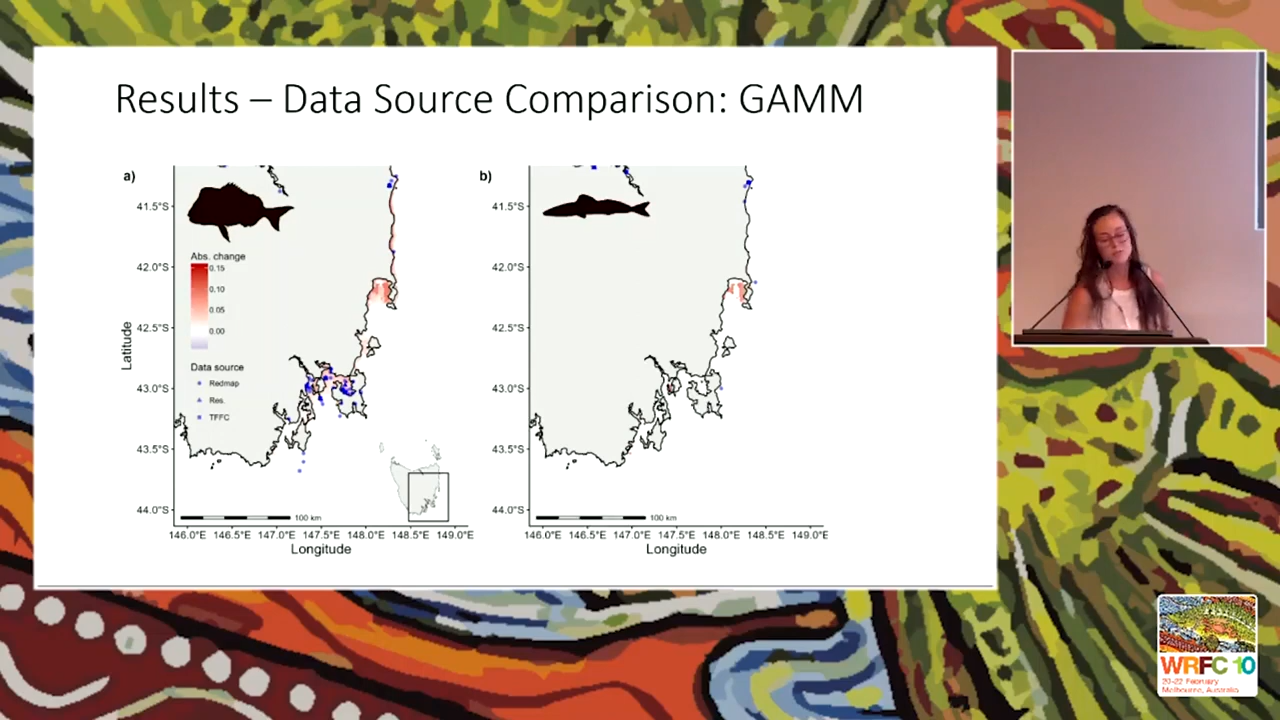 Results – Data Source Comparison: GAMM
a)
41.5°S
42.0°S
42.5°S
43.0°S
43.5°S
44.0°S
Latitude
Abs. change
0.15
0.10
0.05
0.00
Data source
Redmap
Res.
TFFC
100 km
146.0°E 146.5°E 147.0°E 147.5°E 148.0°E 148.5°E 149.0°E
Longitude
b)
41.5°S
42.0°S
42.5°S
43.0°S
43.5°S
44.0°S
100 km
146.0°E 146.5°E 147.0°E 147.5°E 148.0°E 148.5°E 149.0°E
Longitude
WRFC 10
20-22 February
Melbourne, Australia